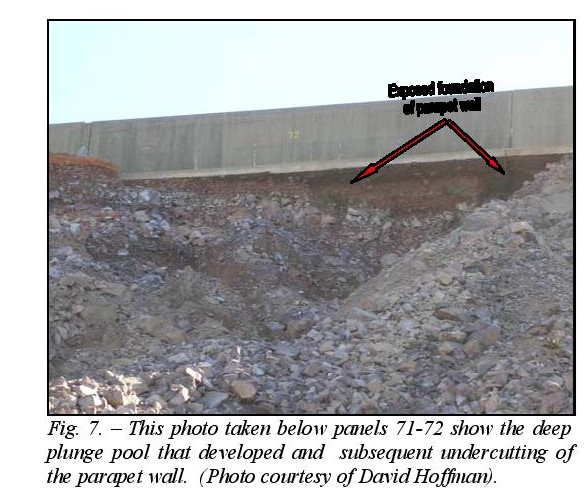 Exposed foundation
of parapet wall
72
Fig. 7. – This photo taken below panels 71-72 show the deep
plunge pool that developed and subsequent undercutting of
the parapet wall. (Photo courtesy of David Hoffman).